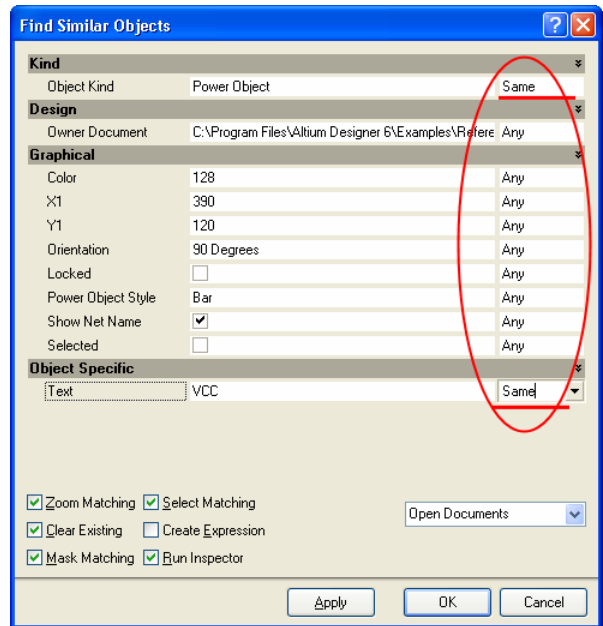 Find Similar Objects
Kind
Object Kind Power Object Same
Design
Owner Document C:\Program Files\Altium Designer 6\Examples\Refere Any
Graphical
Color 128 Any
X1 390 Any
Y1 120 Any
Orientation 90 Degrees Any
Locked Any
Power Object Style Bar Any
Show Net Name Any
Selected Any
Object Specific
Text VCC Same
Zoom Matching Select Matching
Open Documents
Clear Existing Create Expression
Mask Matching Run Inspector
Apply OK Cancel